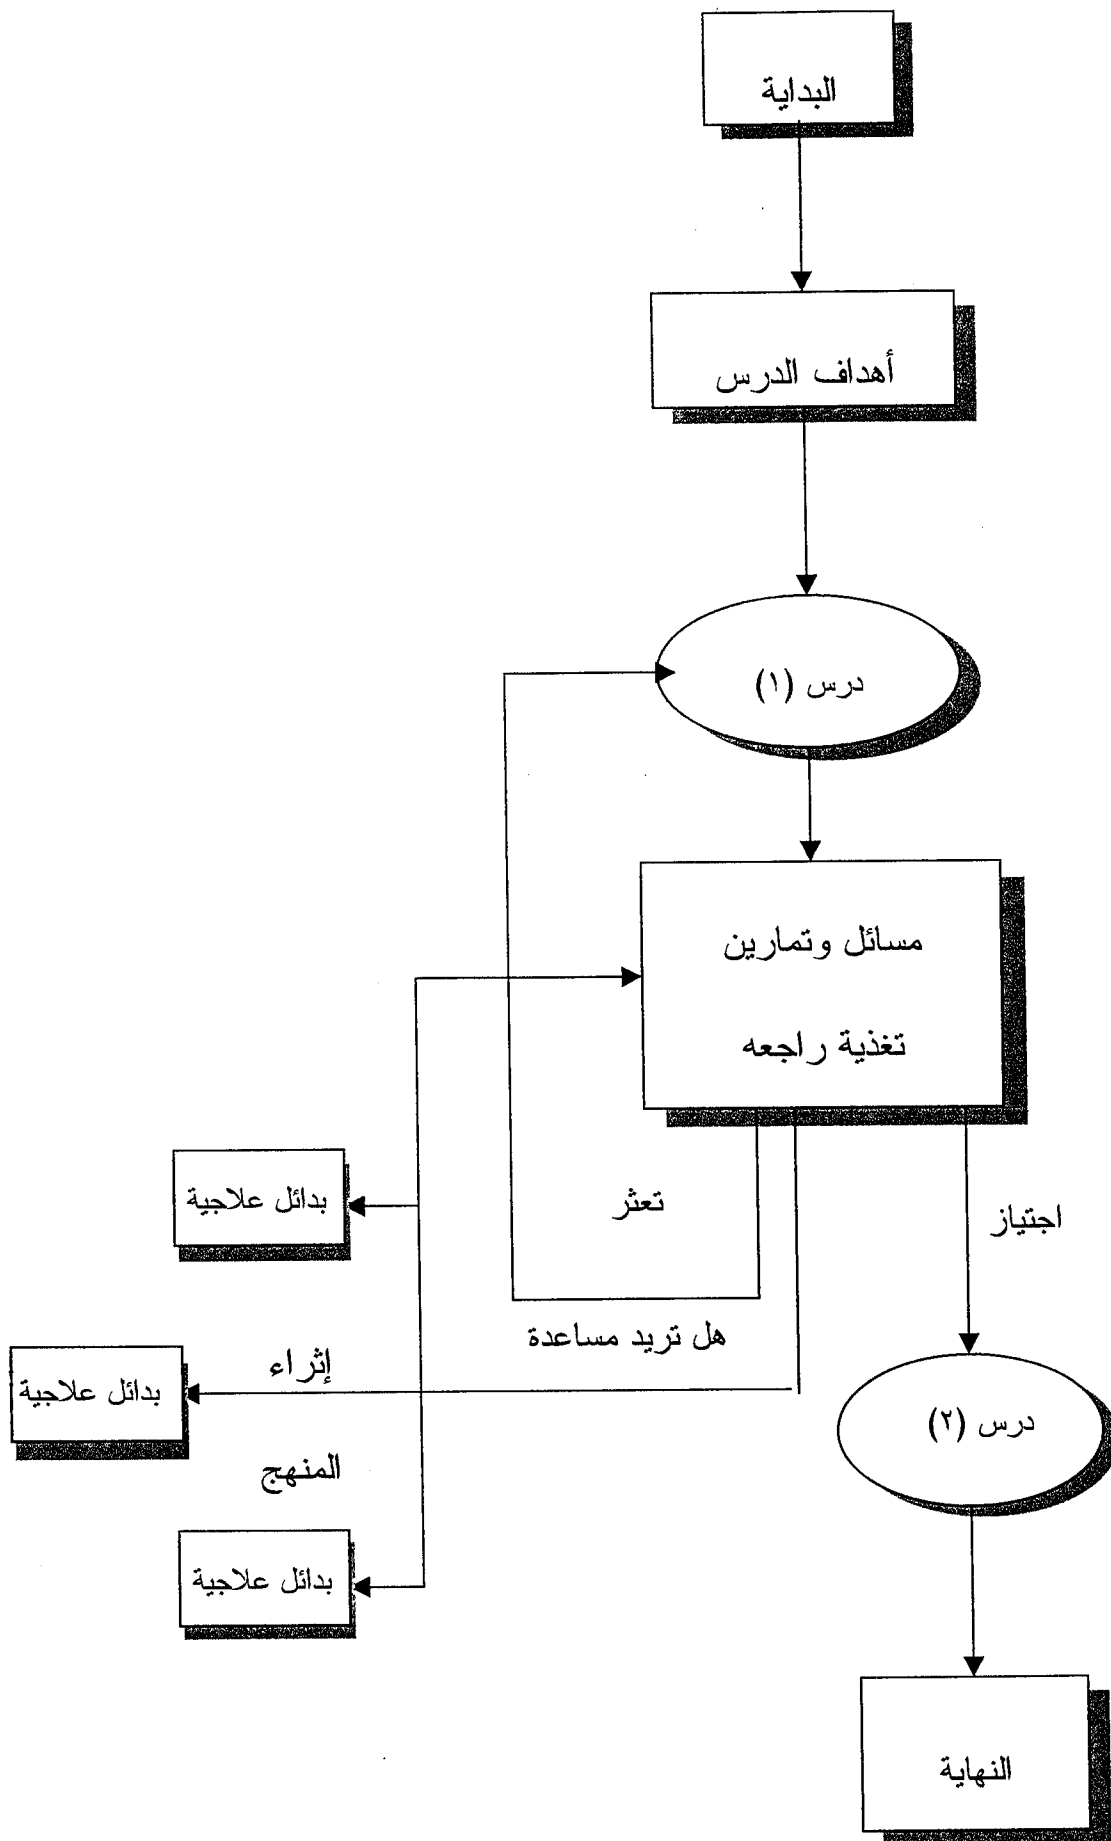 البداية
أهداف الدرس
درس (١)
مسائل وتمارين
تغذية راجعه
تعثر
اجتياز
بدائل علاجية
هل تريد مساعدة
إثراء
بدائل علاجية
درس (٢)
المنهج
بدائل علاجية
النهاية